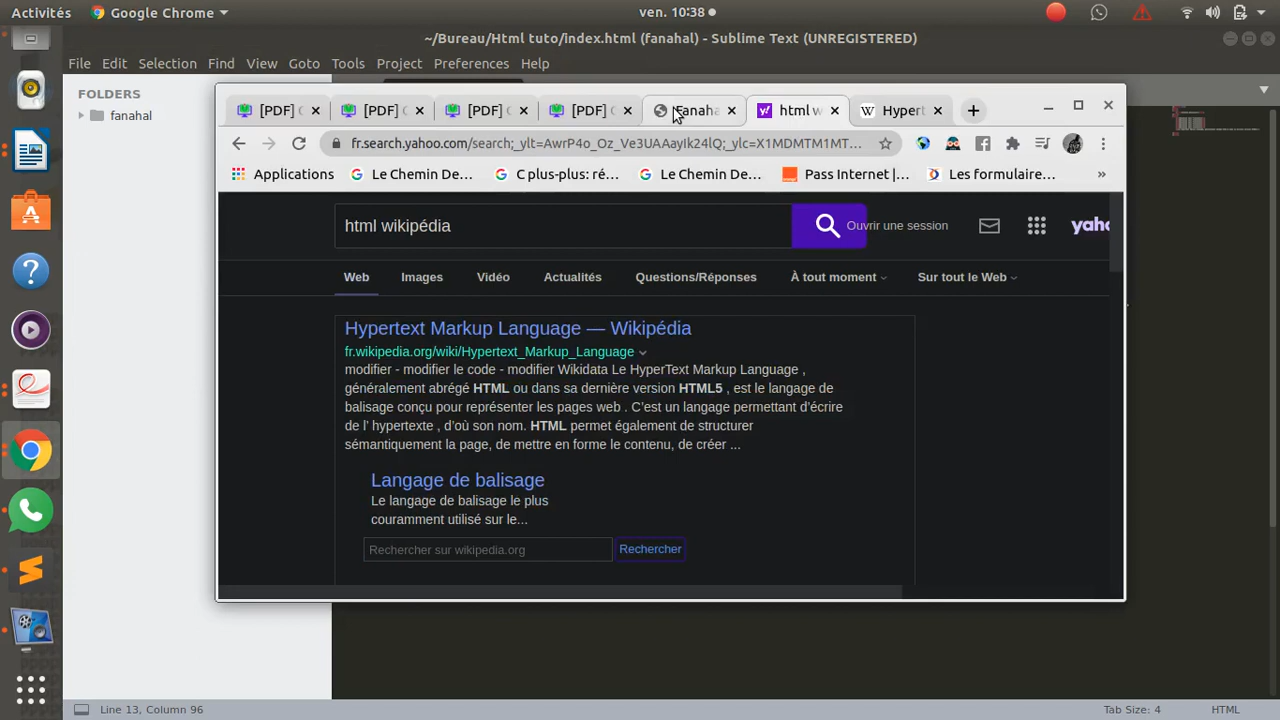 Activités
Google Chrome
ven. 10:38
~/Bureau/Html tuto/index.html (fanahal) - Sublime Text (UNREGISTERED)
File Edit Selection Find View Goto Tools Project Preferences Help
FOLDERS
fanahal
[PDF] C
[PDF] C
[PDF] C
[PDF] C
Fanaha
html w
Hypert
fr.search.yahoo.com/search;_ylt=AwrP4o_Oz_Ve3UAAayIk24lQ;_ylc=X1MDMTM1MT...
Applications
Le Chemin De...
C plus-plus: ré...
Le Chemin De...
Pass Internet |...
Les formulaire...
»
html wikipédia
Ouvrir une session
yaho
Web Images Vidéo Actualités Questions/Réponses À tout moment Sur tout le Web
Hypertext Markup Language — Wikipédia
fr.wikipedia.org/wiki/Hypertext_Markup_Language
modifier - modifier le code - modifier Wikidata Le HyperText Markup Language ,
généralement abrégé HTML ou dans sa dernière version HTML5 , est le langage de
balisage conçu pour représenter les pages web . C'est un langage permettant d'écrire
de l' hypertexte , d'où son nom. HTML permet également de structurer
sémantiquement la page, de mettre en forme le contenu, de créer ...
Langage de balisage
Le langage de balisage le plus
couramment utilisé sur le...
Rechercher sur wikipedia.org
Rechercher
Line 13, Column 96
Tab Size: 4
HTML